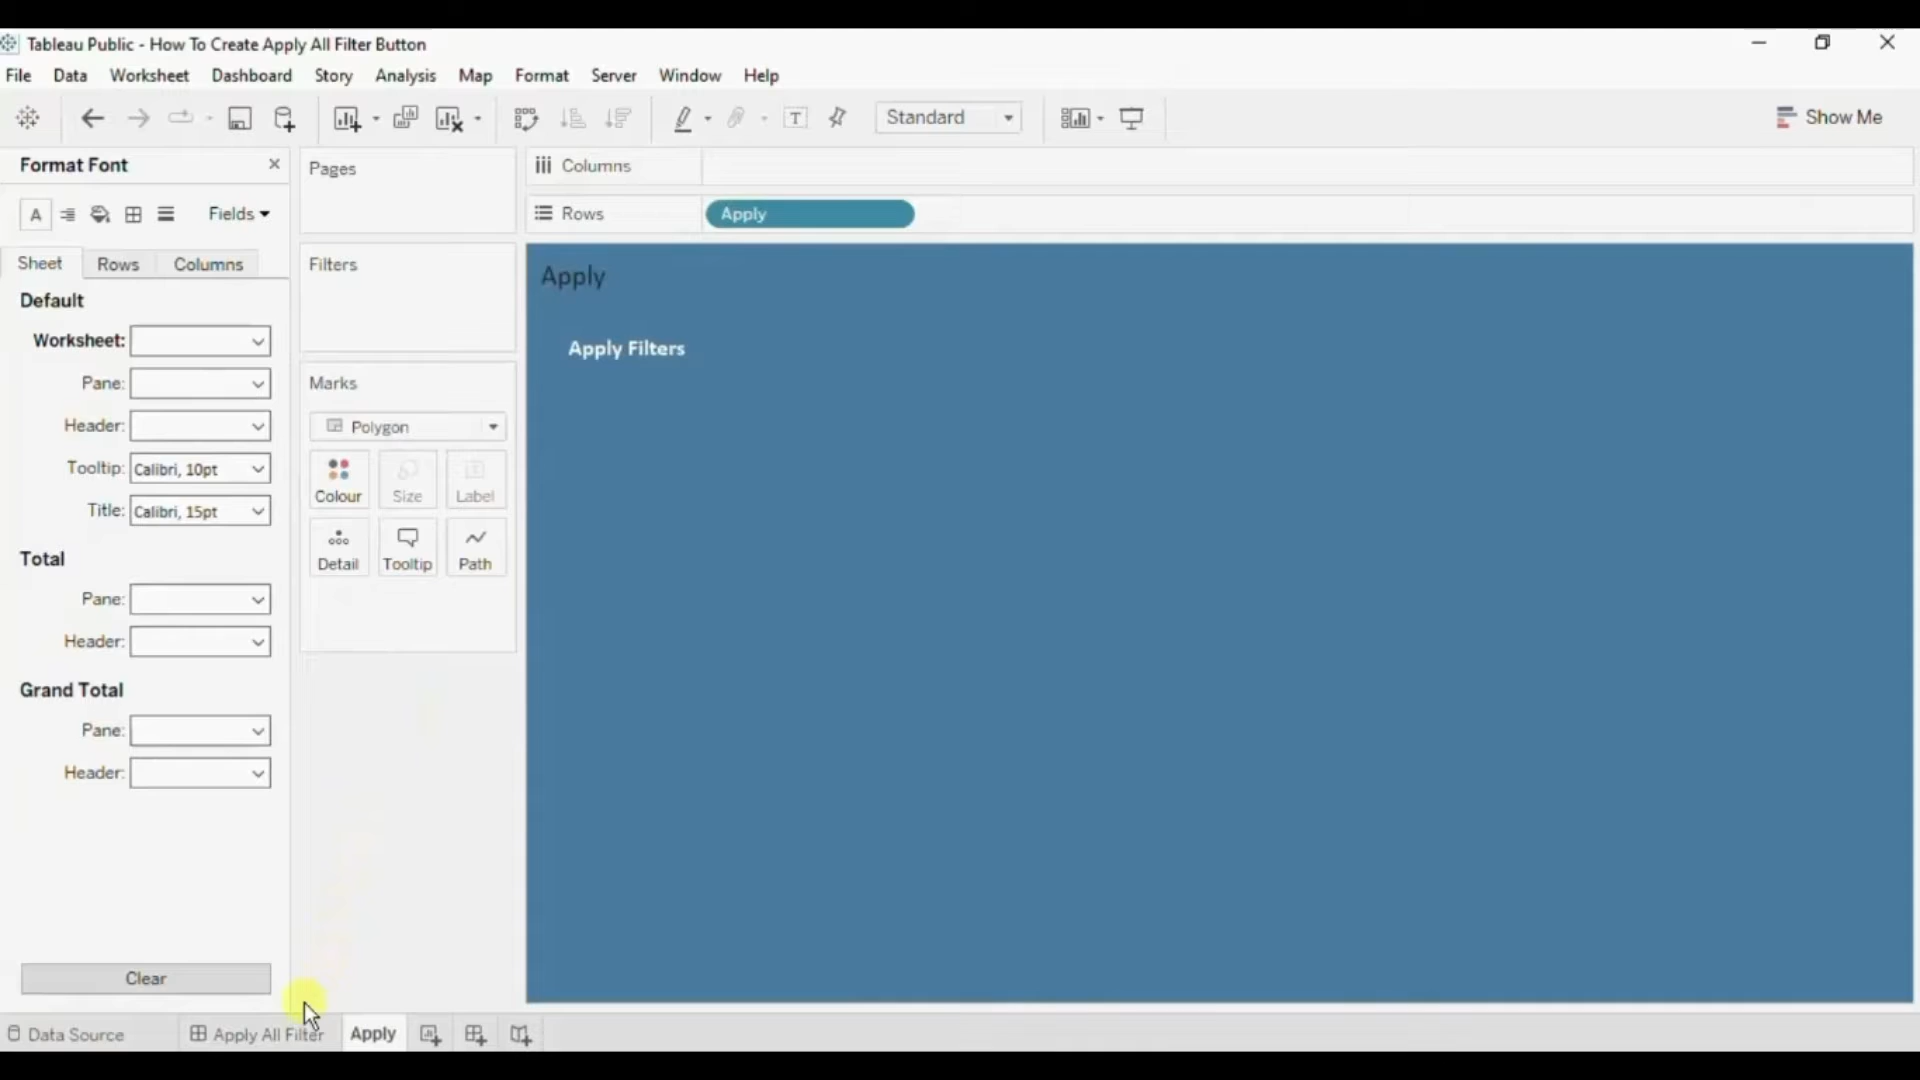 Tableau Public - How To Create Apply All Filter Button
File Data Worksheet Dashboard Story Analysis Map Format Server Window Help
Standard
Show Me
Format Font
Fields
Sheet Rows Columns
Default
Worksheet:
Pane:
Header:
Tooltip: Calibri, 10pt
Title: Calibri, 15pt
Total
Pane:
Header:
Grand Total
Pane:
Header:
Clear
Pages
Filters
Marks
Polygon
Colour Size Label
Detail Tooltip Path
Columns
Rows Apply
Apply
Apply Filters
Data Source Apply All Filter Apply